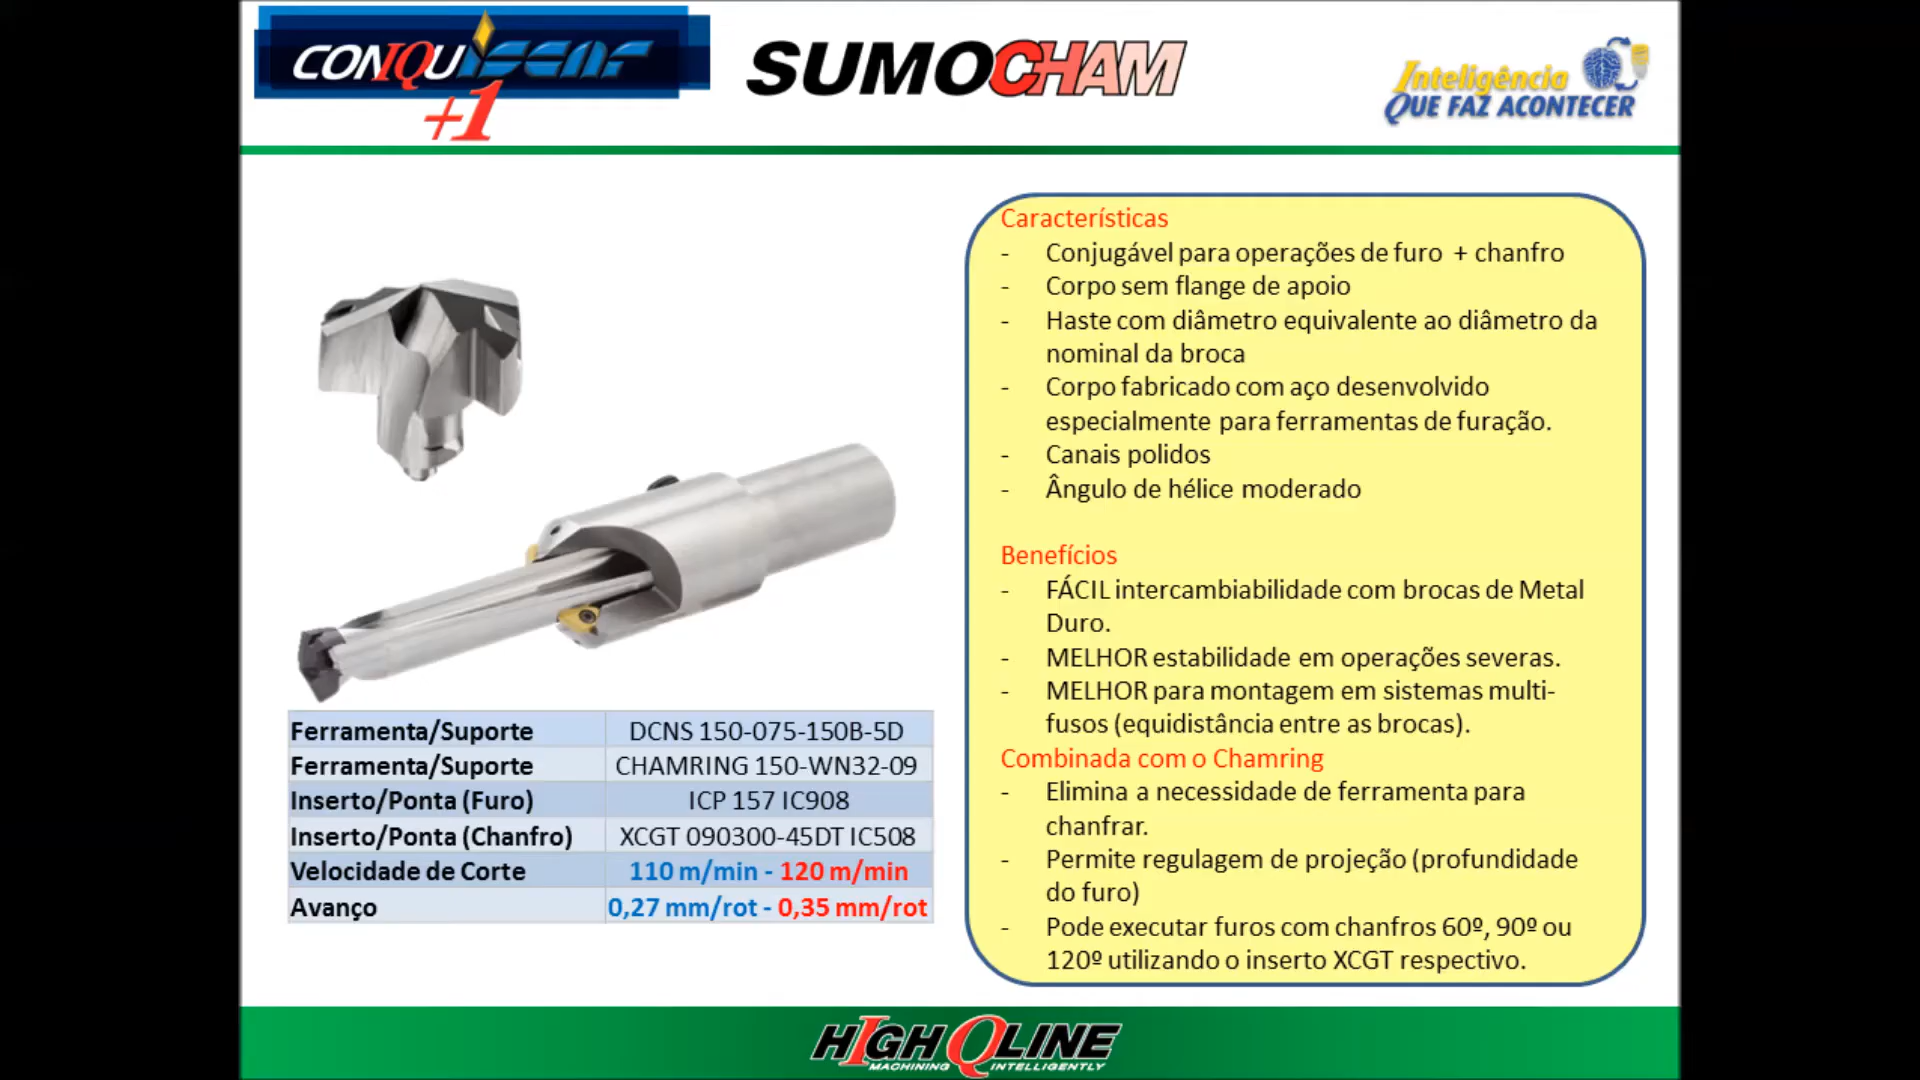 CONIQUISCAR
+1
SUMOCHAM
Inteligência
QUE FAZ ACONTECER
Características
- Conjugável para operações de furo + chanfro
- Corpo sem flange de apoio
- Haste com diâmetro equivalente ao diâmetro da
nominal da broca
- Corpo fabricado com aço desenvolvido
especialmente para ferramentas de furação.
- Canais polidos
- Ângulo de hélice moderado
Benefícios
- FÁCIL intercambiabilidade com brocas de Metal
Duro.
- MELHOR estabilidade em operações severas.
- MELHOR para montagem em sistemas multi-
fusos (equidistância entre as brocas).
Combinada com o Chamring
- Elimina a necessidade de ferramenta para
chanfrar.
- Permite regulagem de projeção (profundidade
do furo)
- Pode executar furos com chanfros 60º, 90º ou
120º utilizando o inserto XCGT respectivo.
Ferramenta/Suporte DCNS 150-075-150B-5D
Ferramenta/Suporte CHAMRING 150-WN32-09
Inserto/Ponta (Furo) ICP 157 IC908
Inserto/Ponta (Chanfro) XCGT 090300-45DT IC508
Velocidade de Corte 110 m/min - 120 m/min
Avanço 0,27 mm/rot - 0,35 mm/rot
HIGH Q LINE
MACHINING INTELLIGENTLY